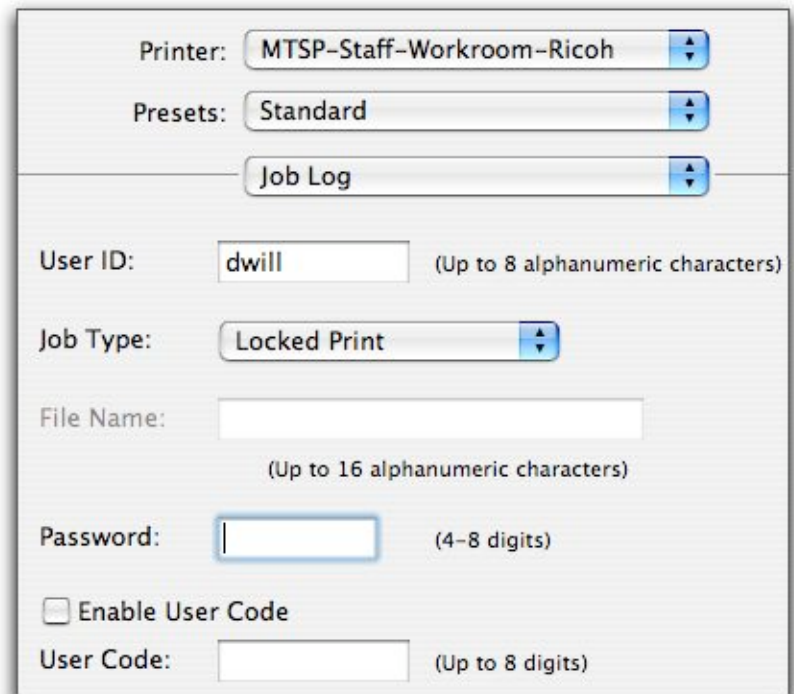 Printer: MTSP-Staff-Workroom-Ricoh
Presets: Standard
Job Log
User ID: dwill (Up to 8 alphanumeric characters)
Job Type: Locked Print
File Name:
(Up to 16 alphanumeric characters)
Password: (4-8 digits)
Enable User Code
User Code: (Up to 8 digits)